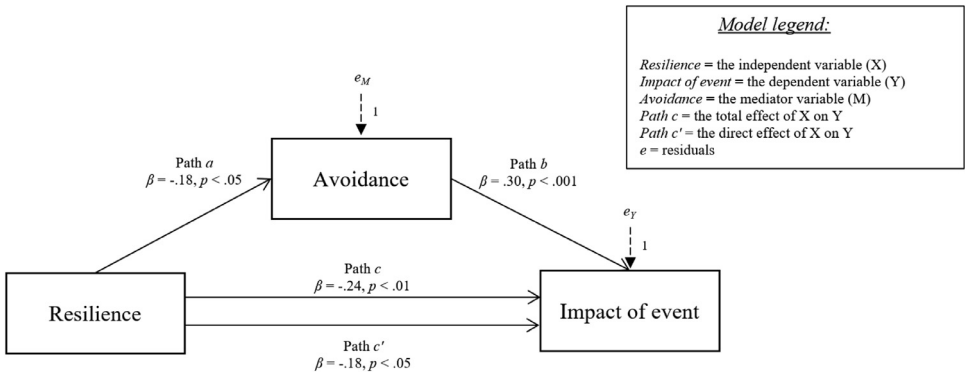 Model legend:
Resilience = the independent variable (X)
Impact of event = the dependent variable (Y)
Avoidance = the mediator variable (M)
Path c = the total effect of X on Y
Path c' = the direct effect of X on Y
e = residuals
eM
1
Avoidance
Path a
β = -.18, p < .05
Path b
β = .30, p < .001
eY
1
Resilience
Path c
β = -.24, p < .01
Impact of event
Path c'
β = -.18, p < .05